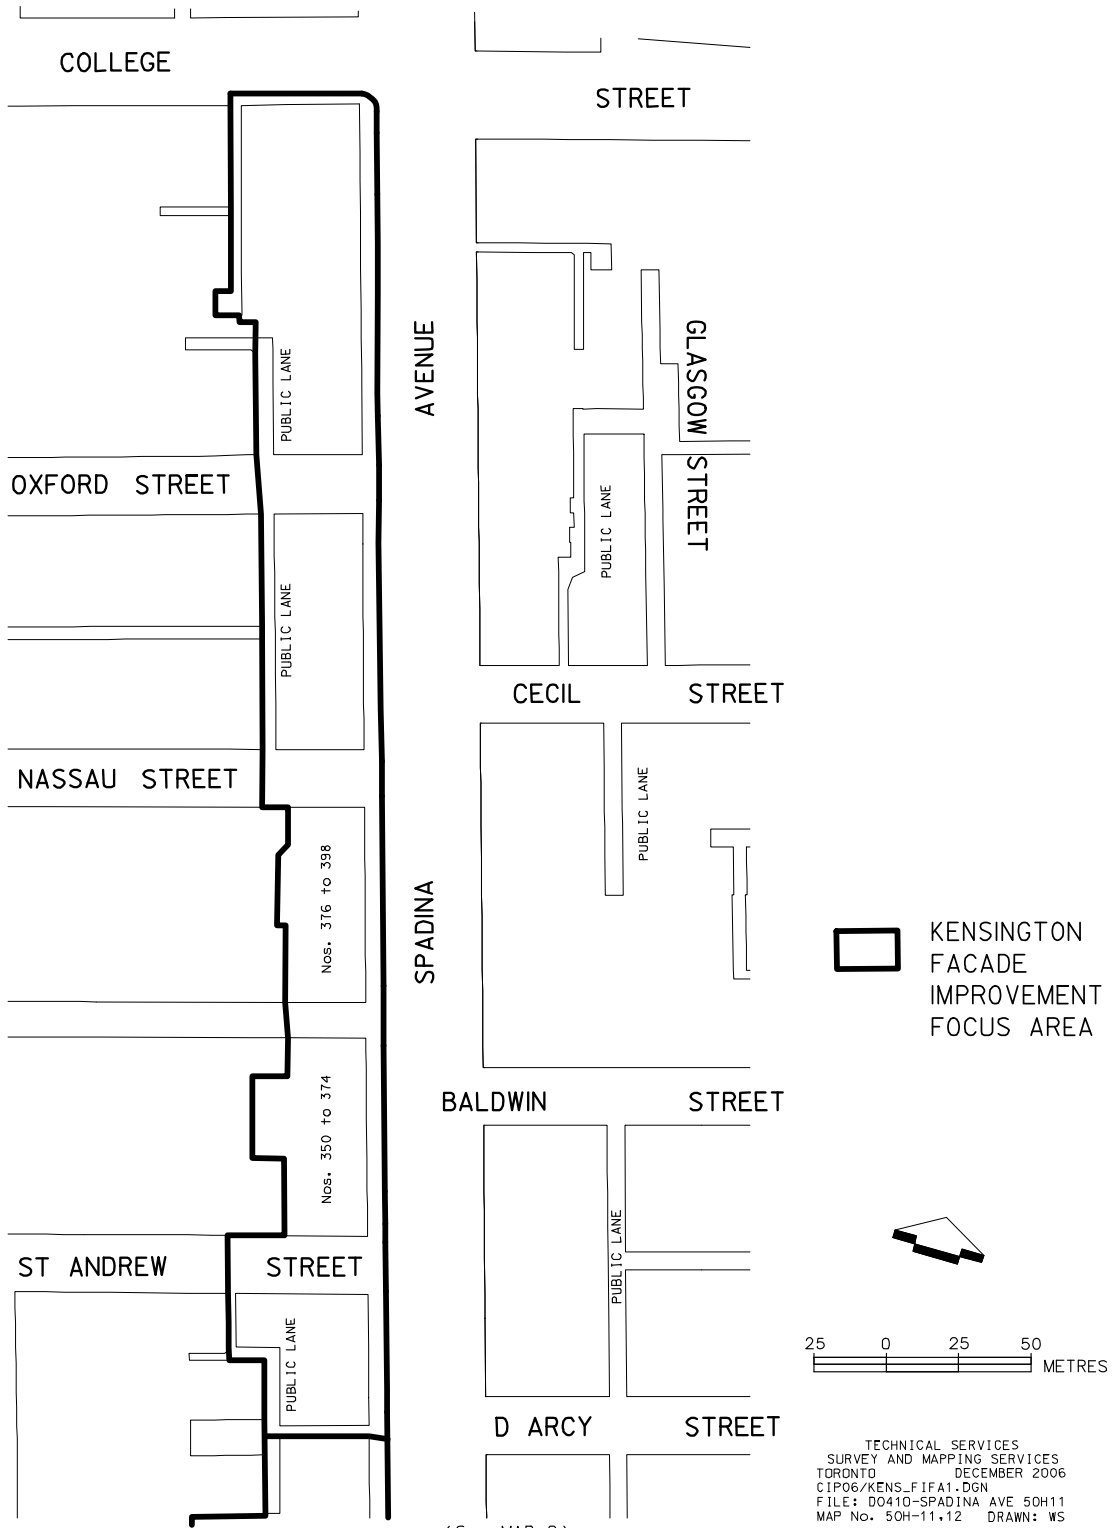 COLLEGE
STREET
AVENUE
GLASGOW STREET
PUBLIC LANE
OXFORD STREET
PUBLIC LANE
PUBLIC LANE
CECIL STREET
NASSAU STREET
PUBLIC LANE
Nos. 376 to 398
SPADINA
KENSINGTON
FACADE
IMPROVEMENT
FOCUS AREA
BALDWIN STREET
Nos. 350 to 374
PUBLIC LANE
ST ANDREW STREET
PUBLIC LANE
25 0 25 50
METRES
D ARCY STREET
TECHNICAL SERVICES
SURVEY AND MAPPING SERVICES
TORONTO DECEMBER 2006
CIP06/KENS_FIFA1.DGN
FILE: D0410-SPADINA AVE 50H11
MAP No. 50H-11,12 DRAWN: WS